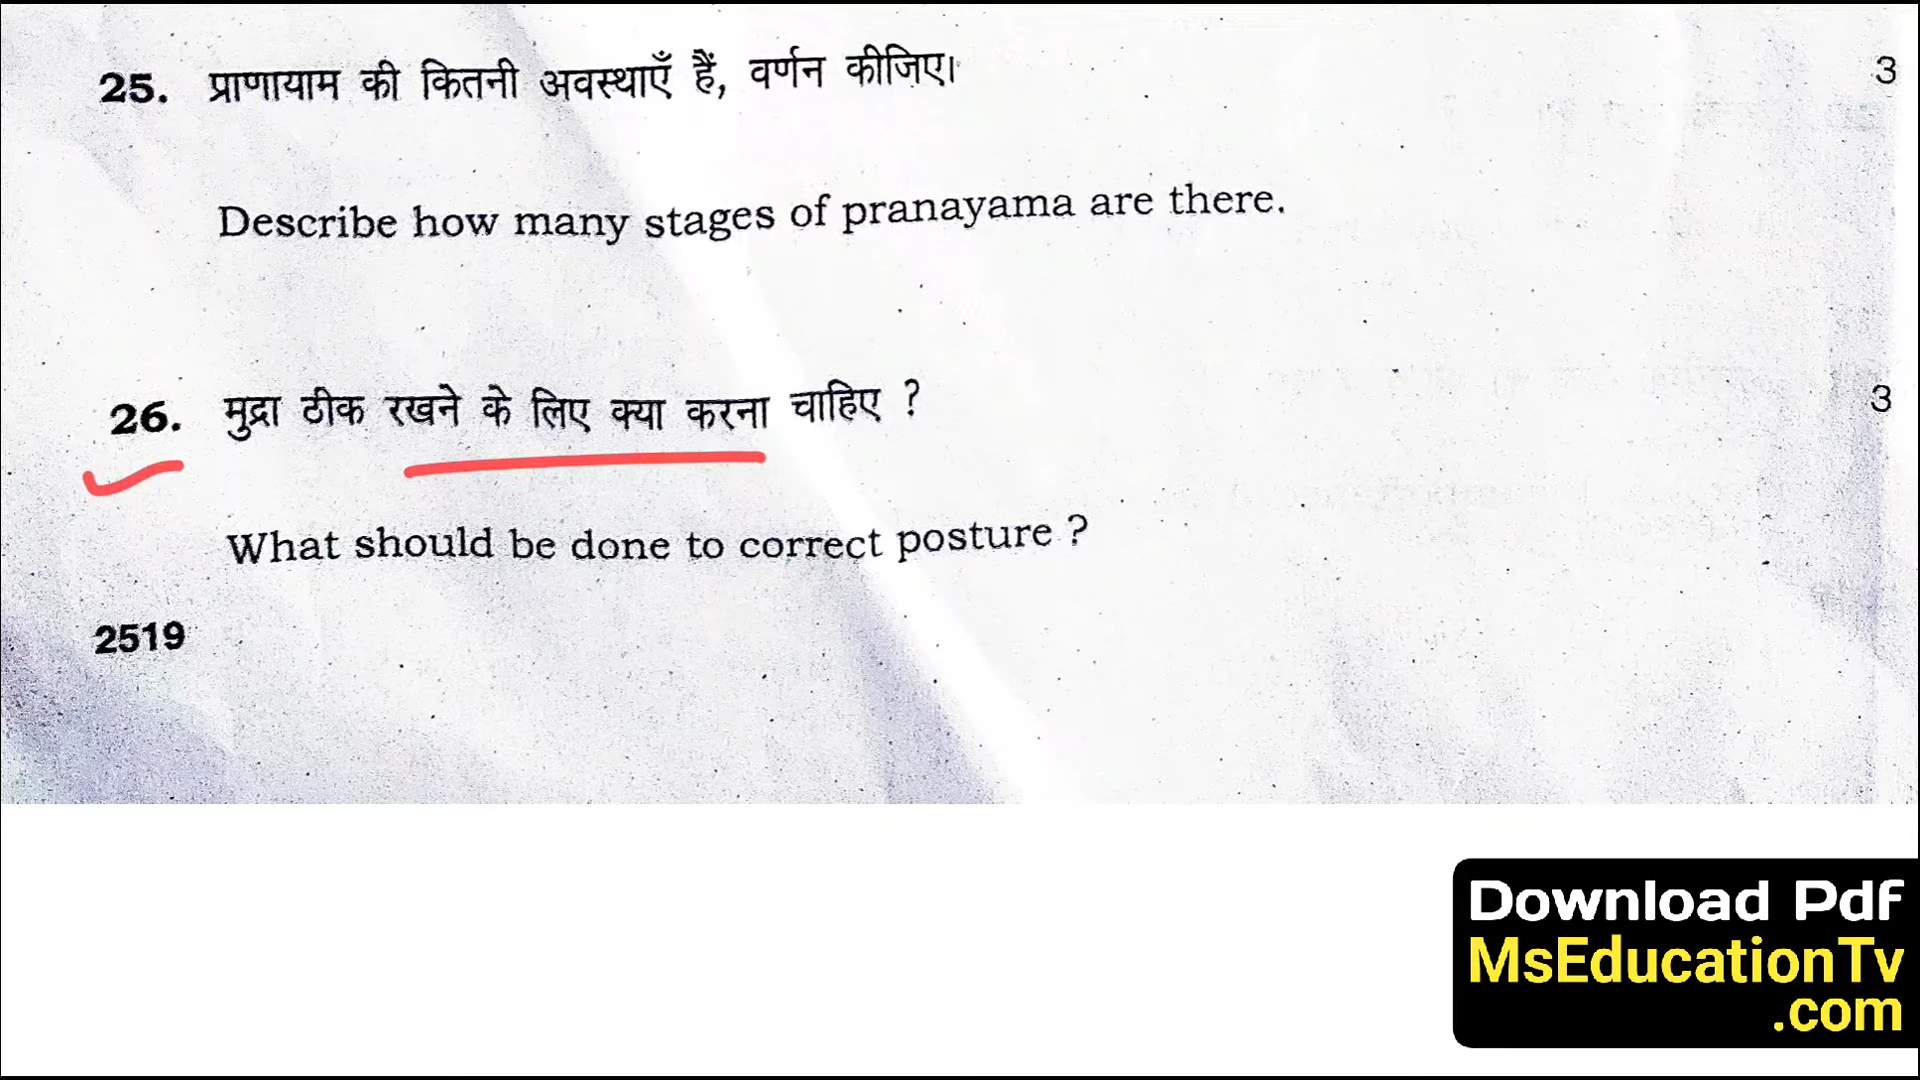 25. प्राणायाम की कितनी अवस्थाएँ हैं, वर्णन कीजिए। 3
Describe how many stages of pranayama are there.
26. मुद्रा ठीक रखने के लिए क्या करना चाहिए ? 3
What should be done to correct posture ?
2519
Download Pdf
MsEducationTv
.com